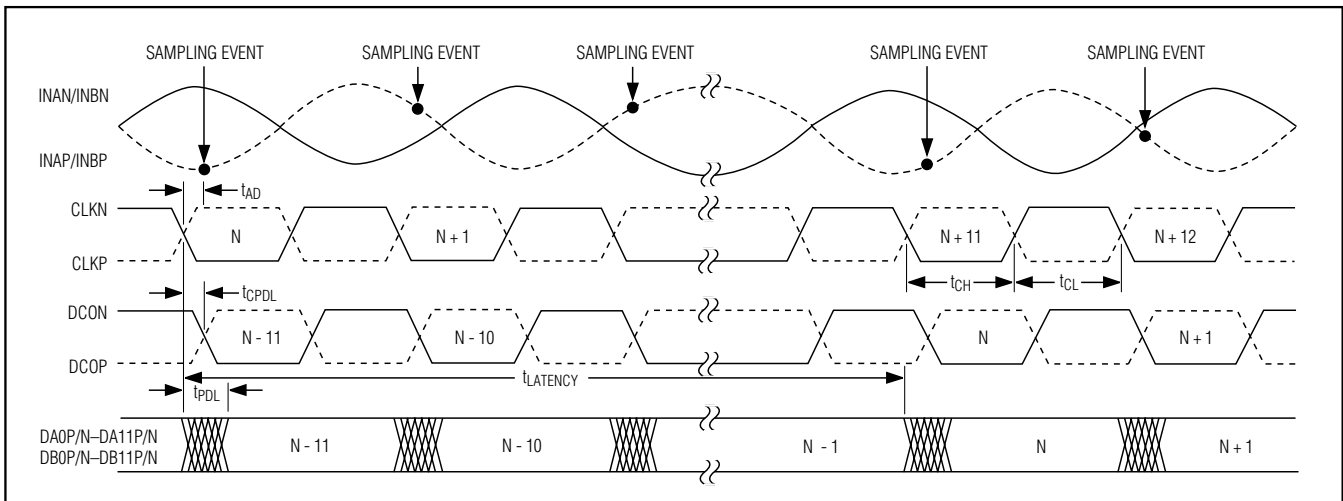 SAMPLING EVENT SAMPLING EVENT SAMPLING EVENT SAMPLING EVENT SAMPLING EVENT
INAN/INBN
INAP/INBP
tAD
CLKN
N N + 1 N + 11 N + 12
CLKP
tCPDL tCH tCL
DCON
N - 11 N - 10 N N + 1
DCOP
tLATENCY
tPDL
DA0P/N–DA11P/N
DB0P/N–DB11P/N
N - 11 N - 10 N - 1 N N + 1